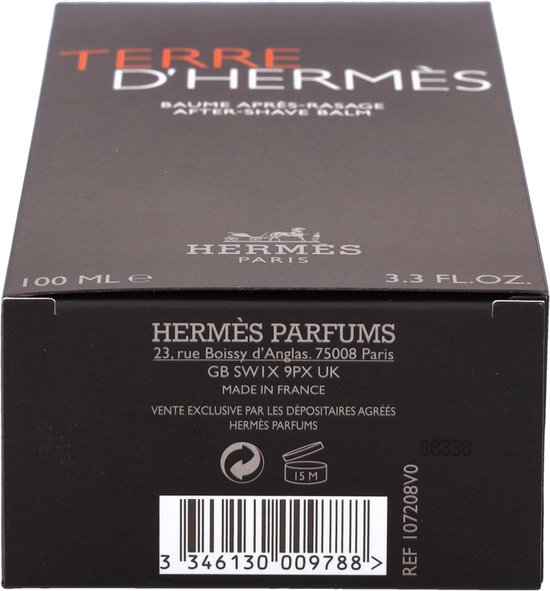 TERRE
D'HERMÈS
BAUME APRÈS-RASAGE
AFTER-SHAVE BALM
HERMÈS
PARIS
100 ML ℮ 3.3 FL.OZ.
HERMÈS PARFUMS
23, rue Boissy d'Anglas. 75008 Paris
GB SW1X 9PX UK
MADE IN FRANCE
VENTE EXCLUSIVE PAR LES DÉPOSITAIRES AGRÉÉS
HERMÈS PARFUMS
08338
15 M
REF 107208V0
3 346130 009788 >